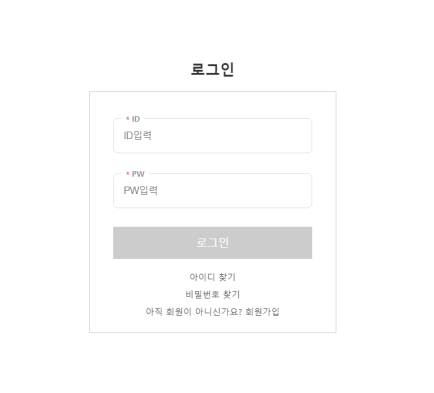 로그인
* ID
ID입력
* PW
PW입력
로그인
아이디 찾기
비밀번호 찾기
아직 회원이 아니신가요? 회원가입